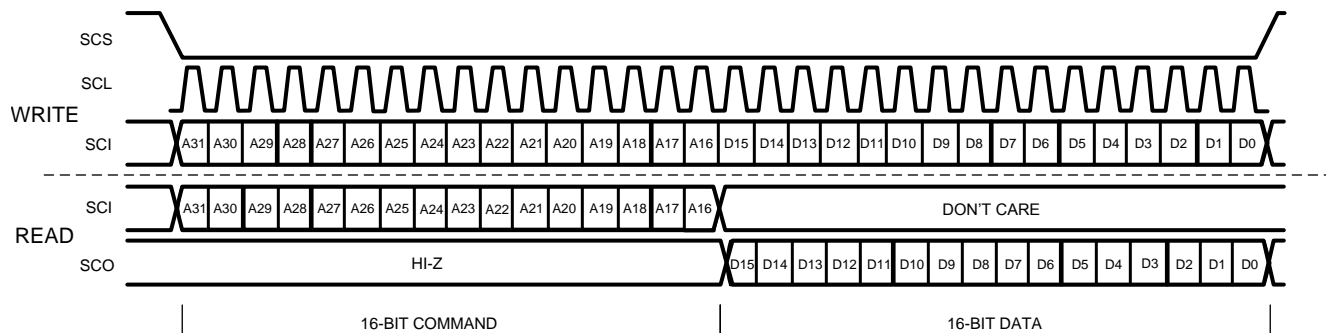 SCS
SCL
WRITE
SCI A31 A30 A29 A28 A27 A26 A25 A24 A23 A22 A21 A20 A19 A18 A17 A16 D15 D14 D13 D12 D11 D10 D9 D8 D7 D6 D5 D4 D3 D2 D1 D0
SCI A31 A30 A29 A28 A27 A26 A25 A24 A23 A22 A21 A20 A19 A18 A17 A16 DON'T CARE
READ
SCO HI-Z D15 D14 D13 D12 D11 D10 D9 D8 D7 D6 D5 D4 D3 D2 D1 D0
16-BIT COMMAND 16-BIT DATA